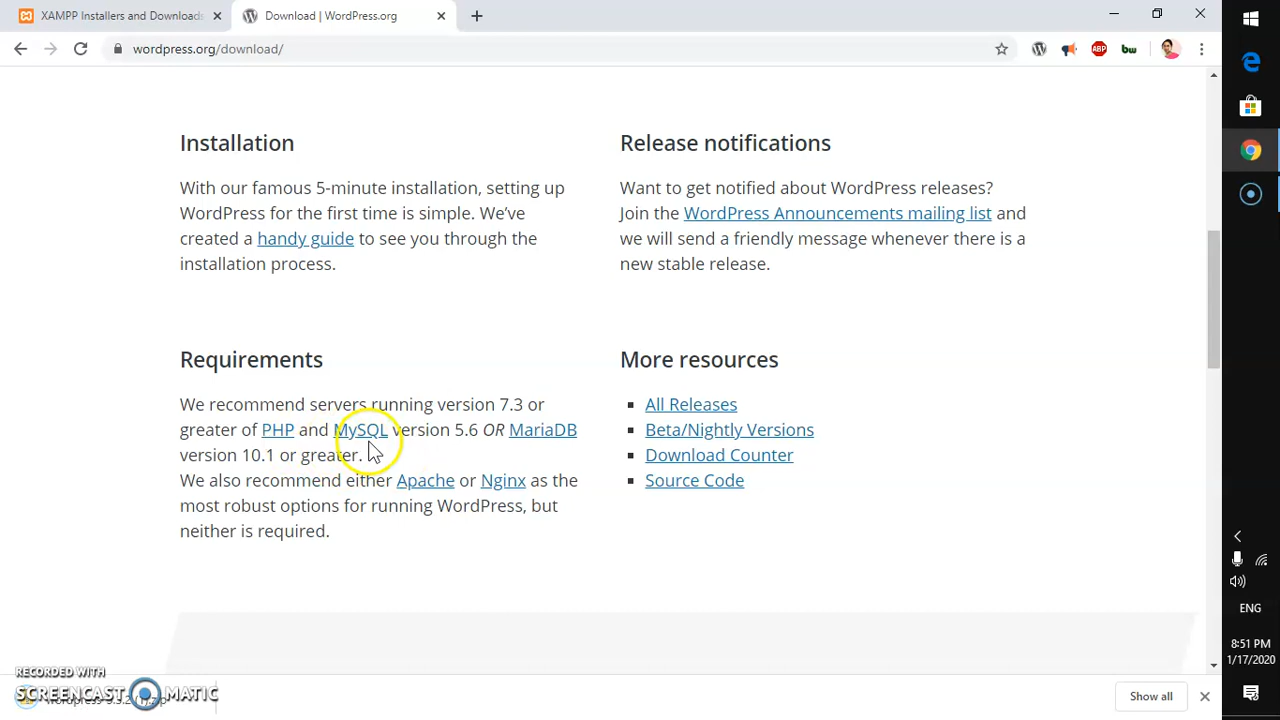 XAMPP Installers and Downloads
Download | WordPress.org
wordpress.org/download/
ABP
bw
Installation
With our famous 5-minute installation, setting up
WordPress for the first time is simple. We've
created a handy guide to see you through the
installation process.
Release notifications
Want to get notified about WordPress releases?
Join the WordPress Announcements mailing list and
we will send a friendly message whenever there is a
new stable release.
Requirements
We recommend servers running version 7.3 or
greater of PHP and MySQL version 5.6 OR MariaDB
version 10.1 or greater.
We also recommend either Apache or Nginx as the
most robust options for running WordPress, but
neither is required.
More resources
All Releases
Beta/Nightly Versions
Download Counter
Source Code
ENG
8:51 PM
1/17/2020
RECORDED WITH
SCREENCAST MATIC
Show all